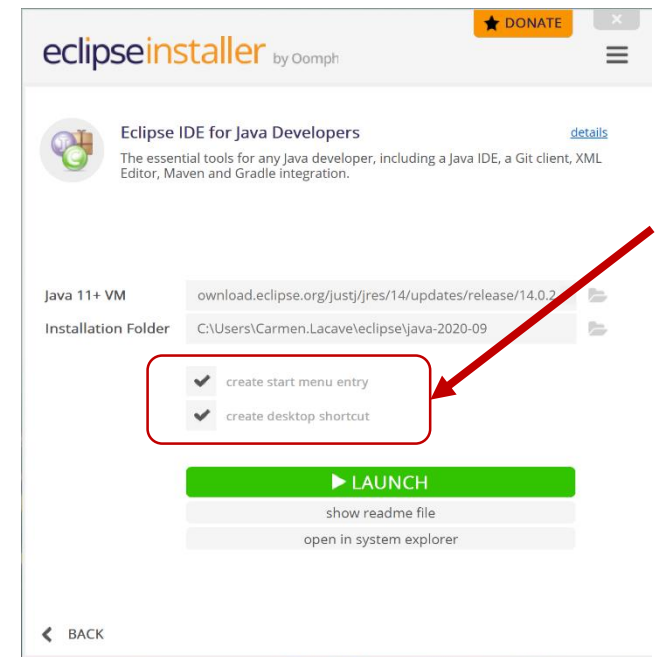 DONATE
eclipseinstaller by Oomph
Eclipse IDE for Java Developers
details
The essential tools for any Java developer, including a Java IDE, a Git client, XML
Editor, Maven and Gradle integration.
Java 11+ VM
ownload.eclipse.org/justj/jres/14/updates/release/14.0.2
Installation Folder
C:\Users\Carmen.Lacave\eclipse\java-2020-09
create start menu entry
create desktop shortcut
LAUNCH
show readme file
open in system explorer
BACK